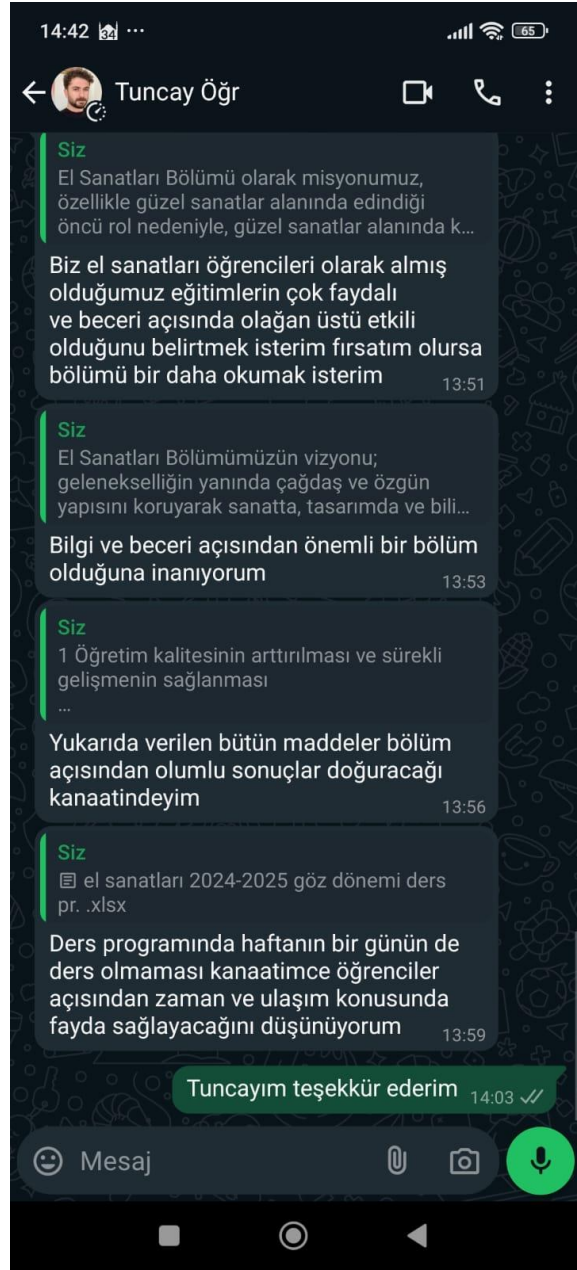 14:42 34 ...
65
Tuncay Öğr
Siz
El Sanatları Bölümü olarak misyonumuz,
özellikle güzel sanatlar alanında edindiği
öncü rol nedeniyle, güzel sanatlar alanında k...
Biz el sanatları öğrencileri olarak almış
olduğumuz eğitimlerin çok faydalı
ve beceri açısında olağan üstü etkili
olduğunu belirtmek isterim fırsatım olursa
bölümü bir daha okumak isterim 13:51
Siz
El Sanatları Bölümümüzün vizyonu;
gelenekselliğin yanında çağdaş ve özgün
yapısını koruyarak sanatta, tasarımda ve bili...
Bilgi ve beceri açısından önemli bir bölüm
olduğuna inanıyorum 13:53
Siz
1 Öğretim kalitesinin arttırılması ve sürekli
gelişmenin sağlanması
...
Yukarıda verilen bütün maddeler bölüm
açısından olumlu sonuçlar doğuracağı
kanaatindeyim 13:56
Siz
el sanatları 2024-2025 göz dönemi ders
pr. .xlsx
Ders programında haftanın bir günün de
ders olmaması kanaatimce öğrenciler
açısından zaman ve ulaşım konusunda
fayda sağlayacağını düşünüyorum 13:59
Tuncayım teşekkür ederim 14:03
Mesaj